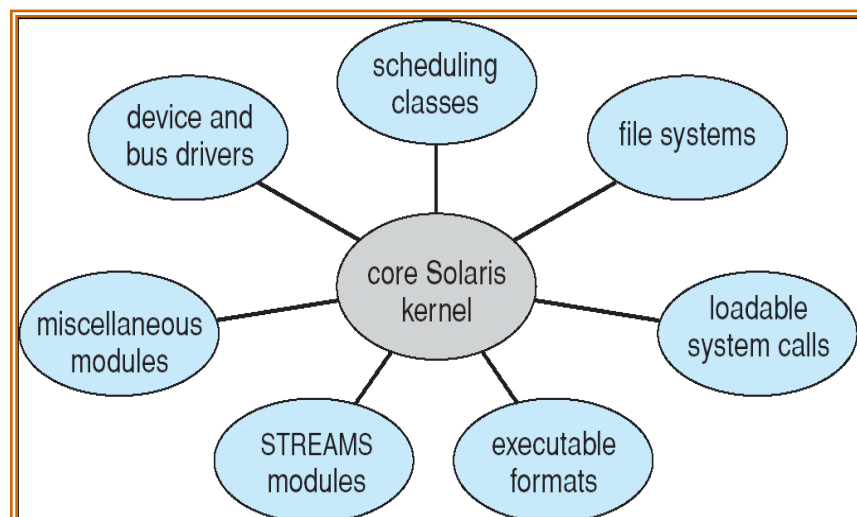 scheduling
classes
device and
bus drivers
file systems
core Solaris
kernel
miscellaneous
modules
loadable
system calls
STREAMS
modules
executable
formats